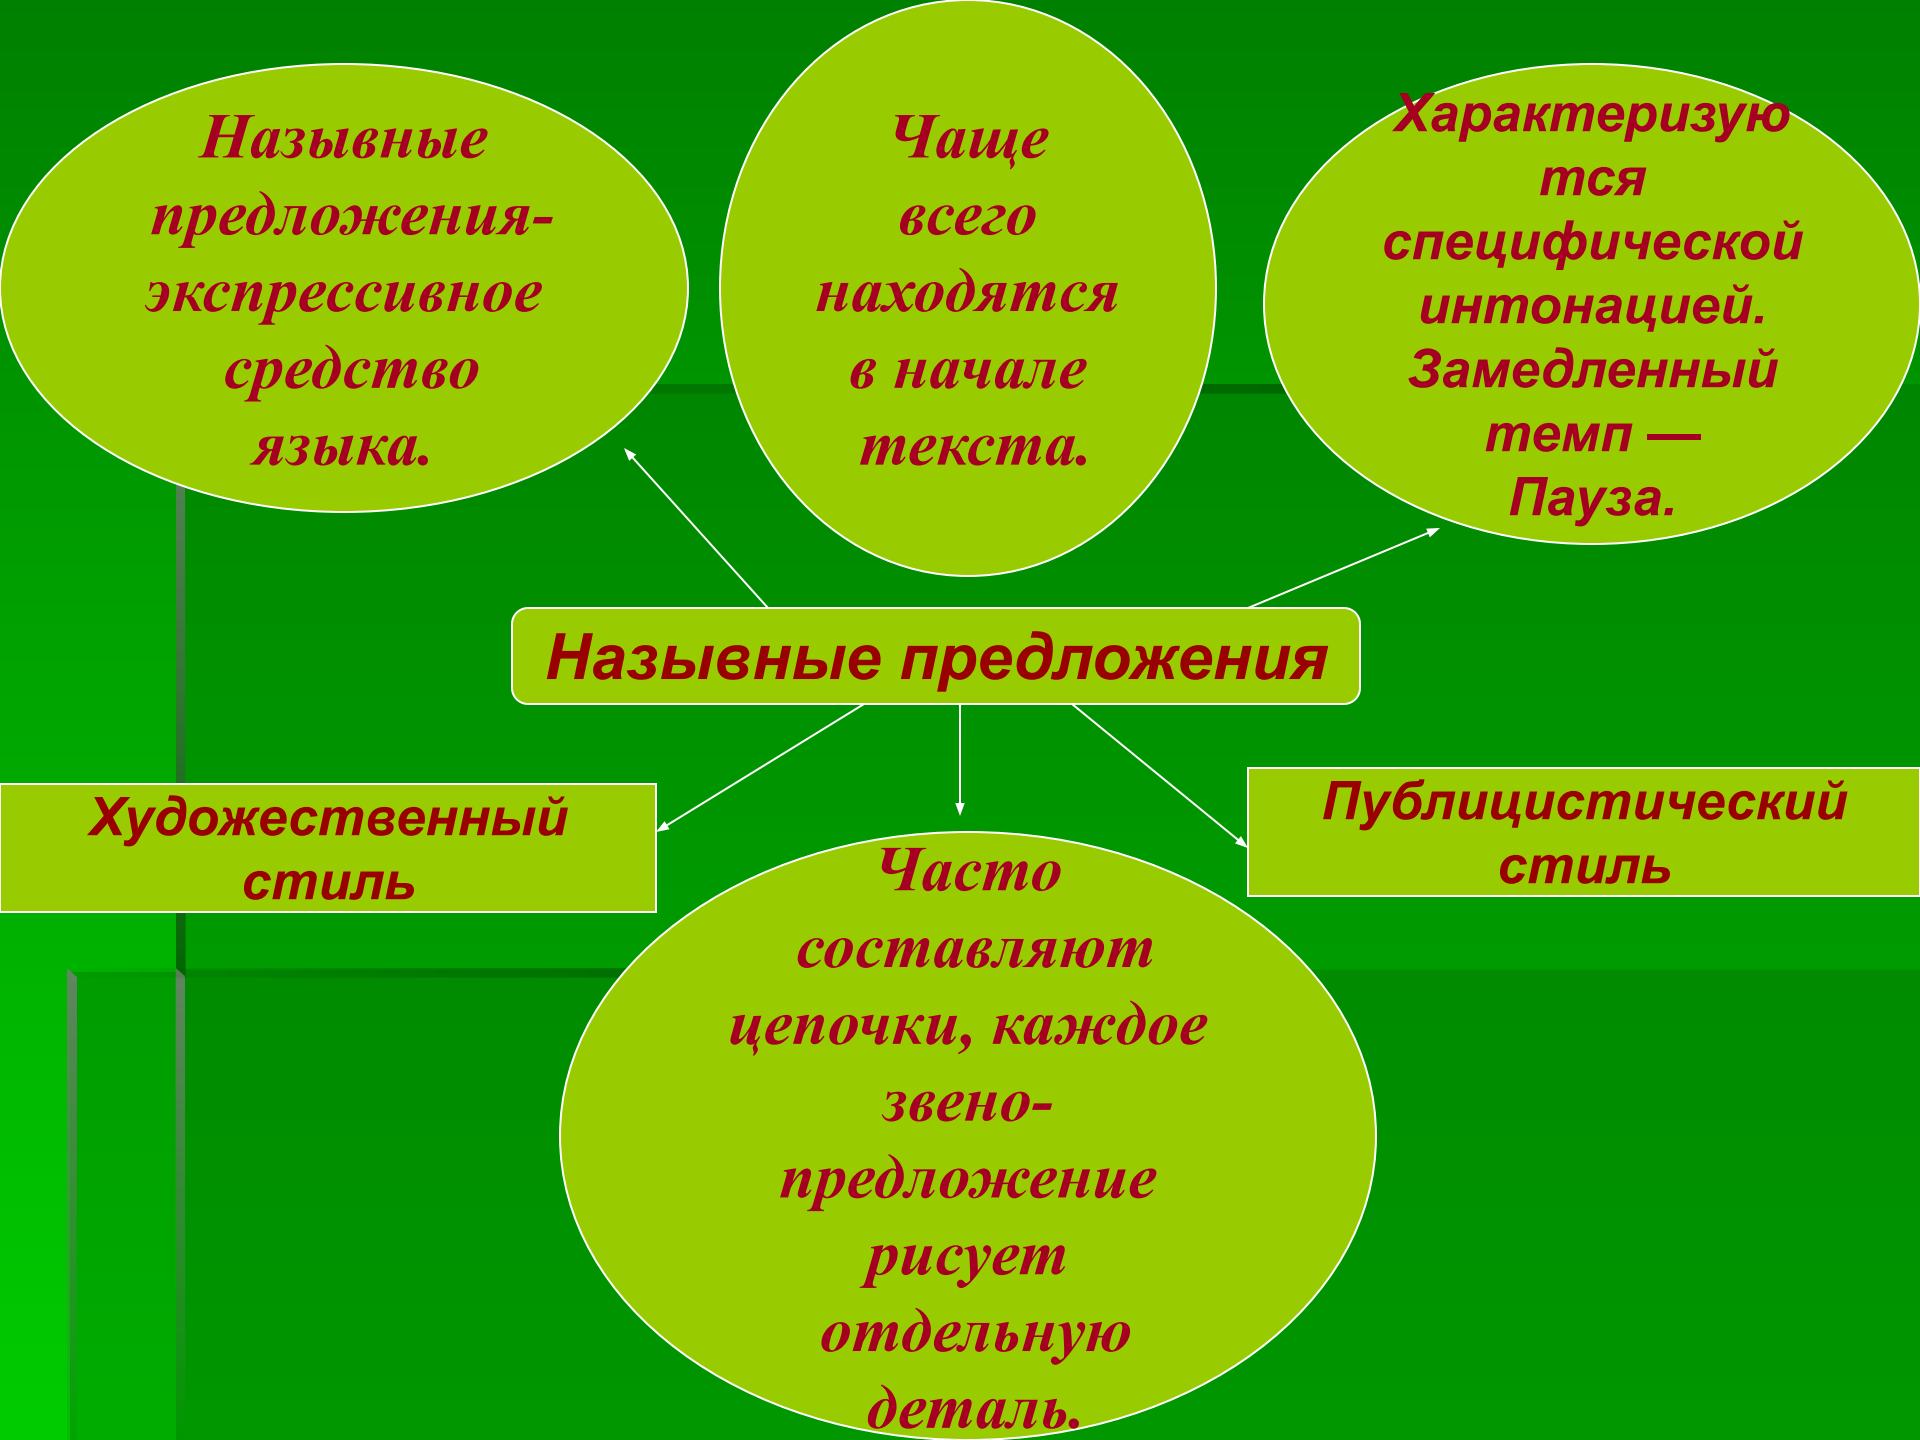 Назывные
предложения-
экспрессивное
средство
языка.
Чаще
всего
находятся
в начале
текста.
Характеризую
тся
специфической
интонацией.
Замедленный
темп —
Пауза.
Назывные предложения
Художественный
стиль
Публицистический
стиль
Часто
составляют
цепочки, каждое
звено-
предложение
рисует
отдельную
деталь.